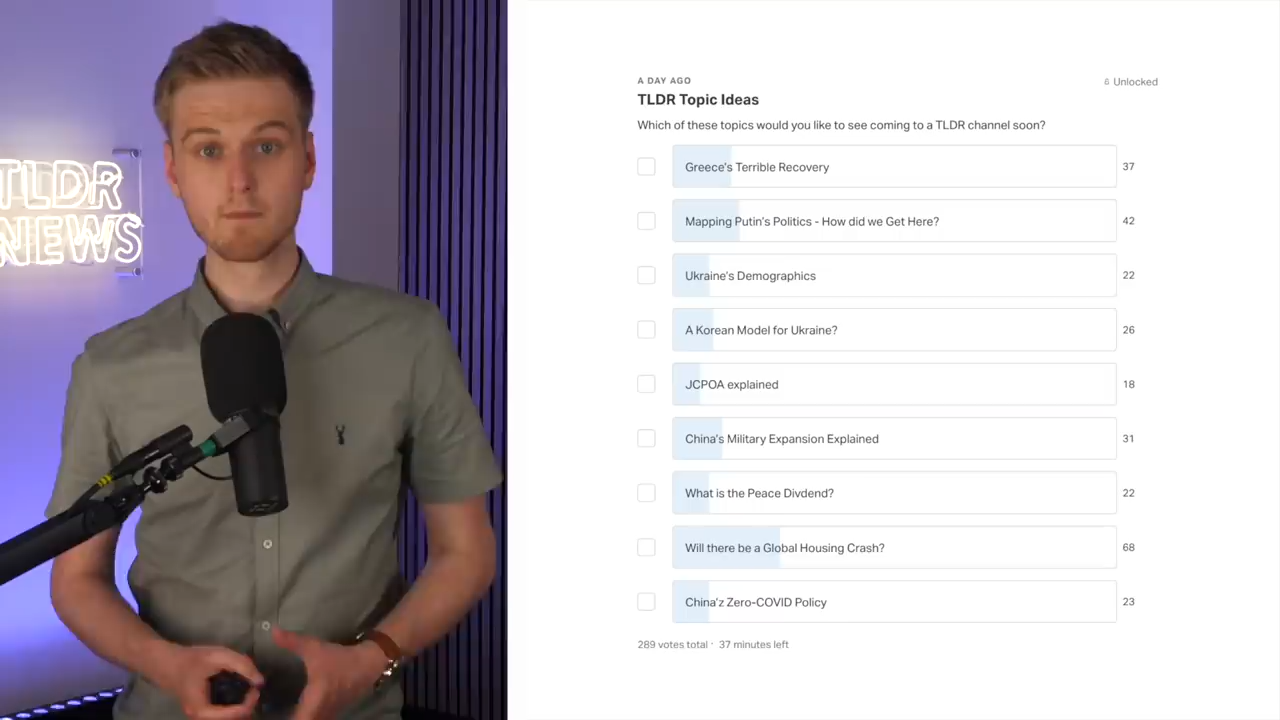 TLDR
NEWS
A DAY AGO
Unlocked
TLDR Topic Ideas
Which of these topics would you like to see coming to a TLDR channel soon?
Greece's Terrible Recovery 37
Mapping Putin's Politics - How did we Get Here? 42
Ukraine's Demographics 22
A Korean Model for Ukraine? 26
JCPOA explained 18
China's Military Expansion Explained 31
What is the Peace Divdend? 22
Will there be a Global Housing Crash? 68
China'z Zero-COVID Policy 23
289 votes total · 37 minutes left